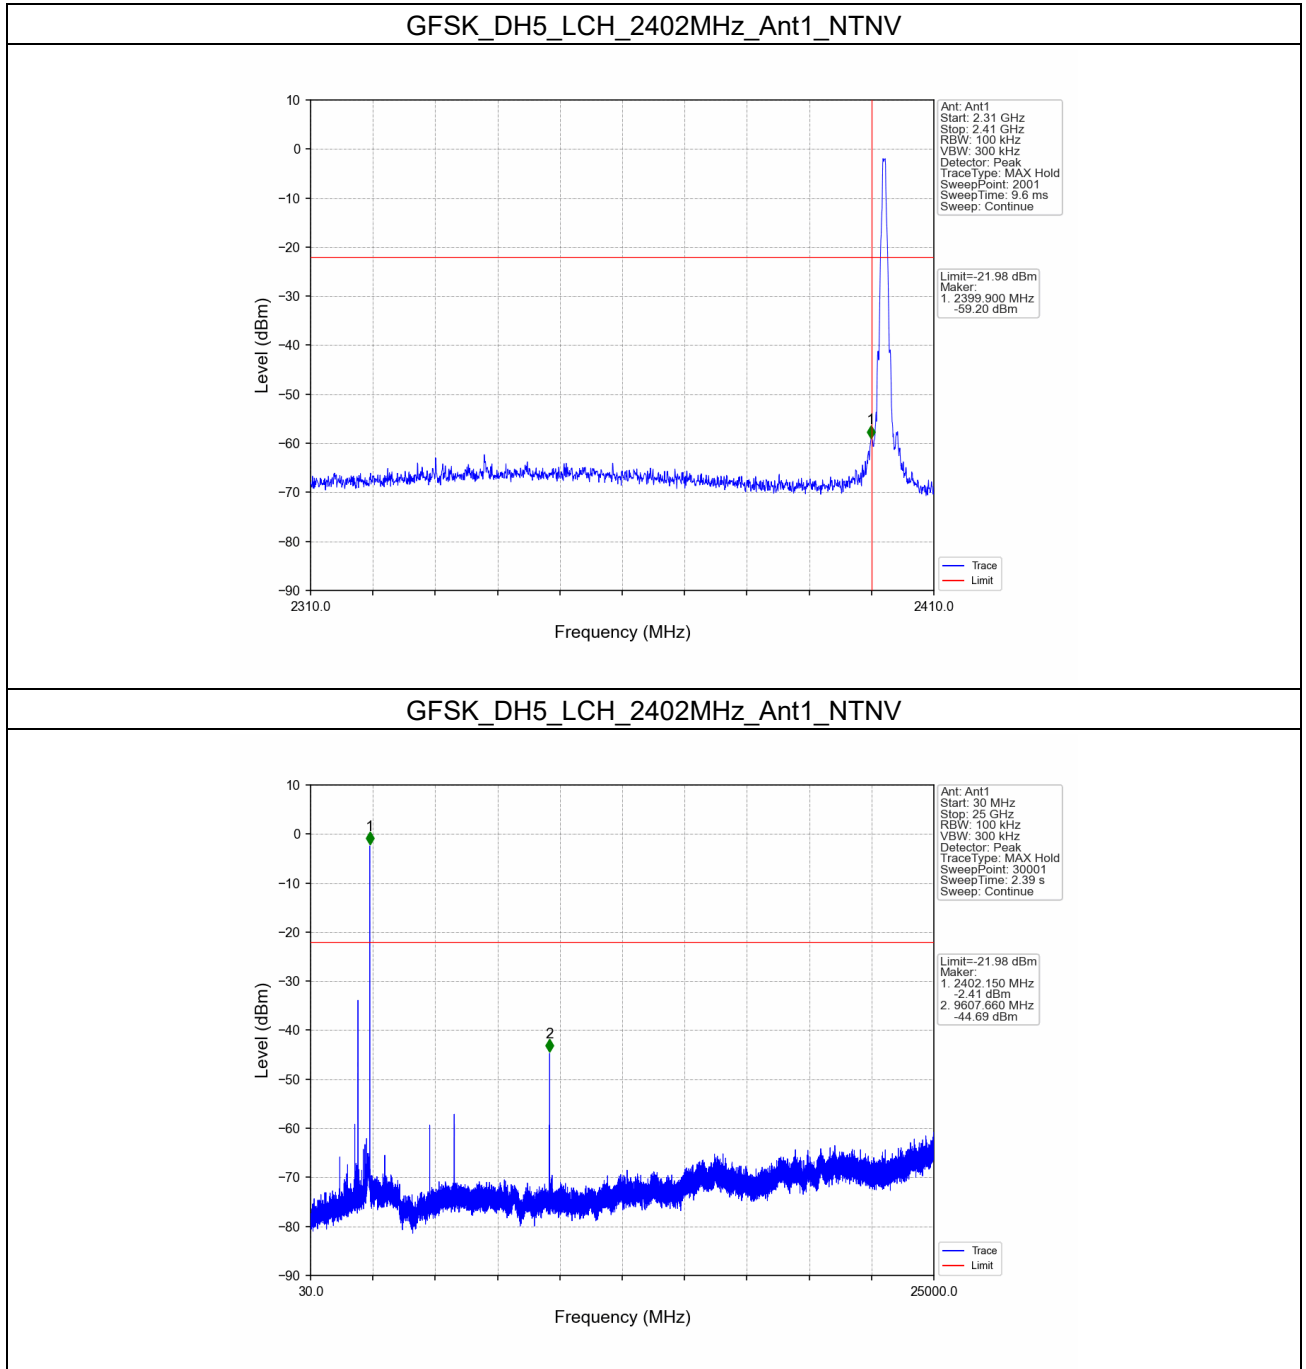 GFSK_DH5_LCH_2402MHz_Ant1_NTNV
10
0
−10
−20
−30
−40
−50
−60
−70
−80
−90
Level (dBm)
1
2310.0
2410.0
Frequency (MHz)
Ant: Ant1
Start: 2.31 GHz
Stop: 2.41 GHz
RBW: 100 kHz
VBW: 300 kHz
Detector: Peak
TraceType: MAX Hold
SweepPoint: 2001
SweepTime: 9.6 ms
Sweep: Continue
Limit=-21.98 dBm
Maker:
1. 2399.900 MHz
-59.20 dBm
Trace
Limit
GFSK_DH5_LCH_2402MHz_Ant1_NTNV
10
0
−10
−20
−30
−40
−50
−60
−70
−80
−90
Level (dBm)
1
2
30.0
25000.0
Frequency (MHz)
Ant: Ant1
Start: 30 MHz
Stop: 25 GHz
RBW: 100 kHz
VBW: 300 kHz
Detector: Peak
TraceType: MAX Hold
SweepPoint: 30001
SweepTime: 2.39 s
Sweep: Continue
Limit=-21.98 dBm
Maker:
1. 2402.150 MHz
-2.41 dBm
2. 9607.660 MHz
-44.69 dBm
Trace
Limit